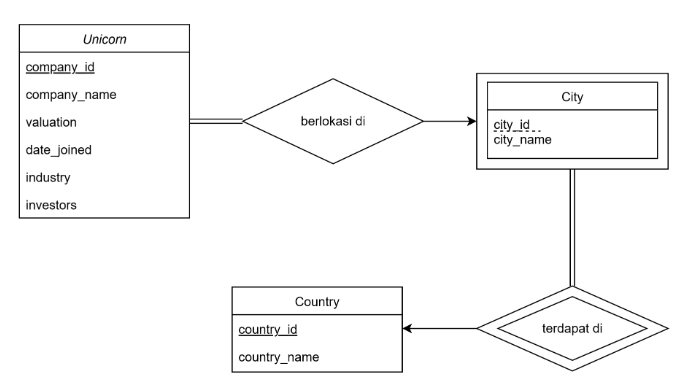 Unicorn
company_id
company_name
valuation
date_joined
industry
investors
berlokasi di
City
city_id
city_name
terdapat di
Country
country_id
country_name